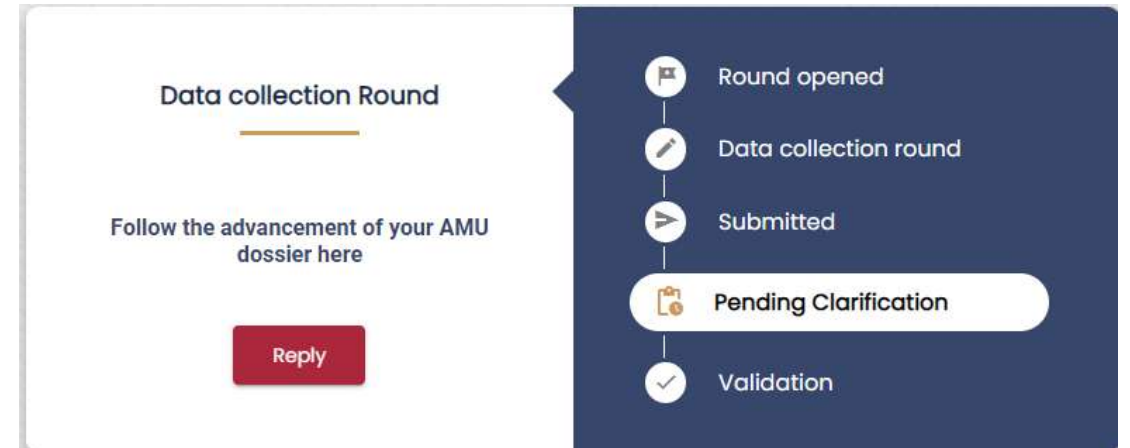 Data collection Round
Follow the advancement of your AMU
dossier here
Reply
Round opened
Data collection round
Submitted
Pending Clarification
Validation